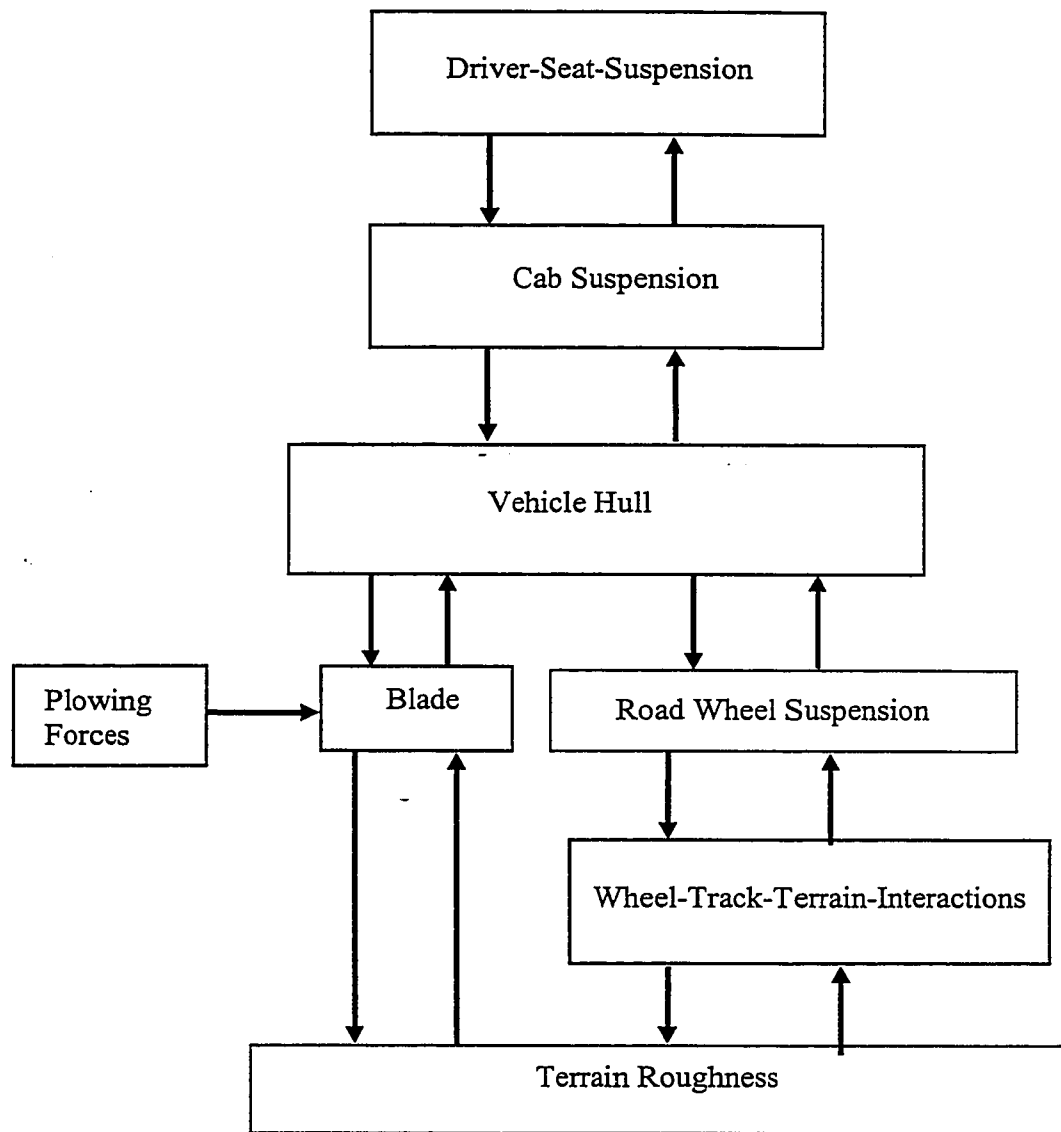 Driver-Seat-Suspension
Cab Suspension
Vehicle Hull
Plowing
Forces
Blade
Road Wheel Suspension
Wheel-Track-Terrain-Interactions
Terrain Roughness